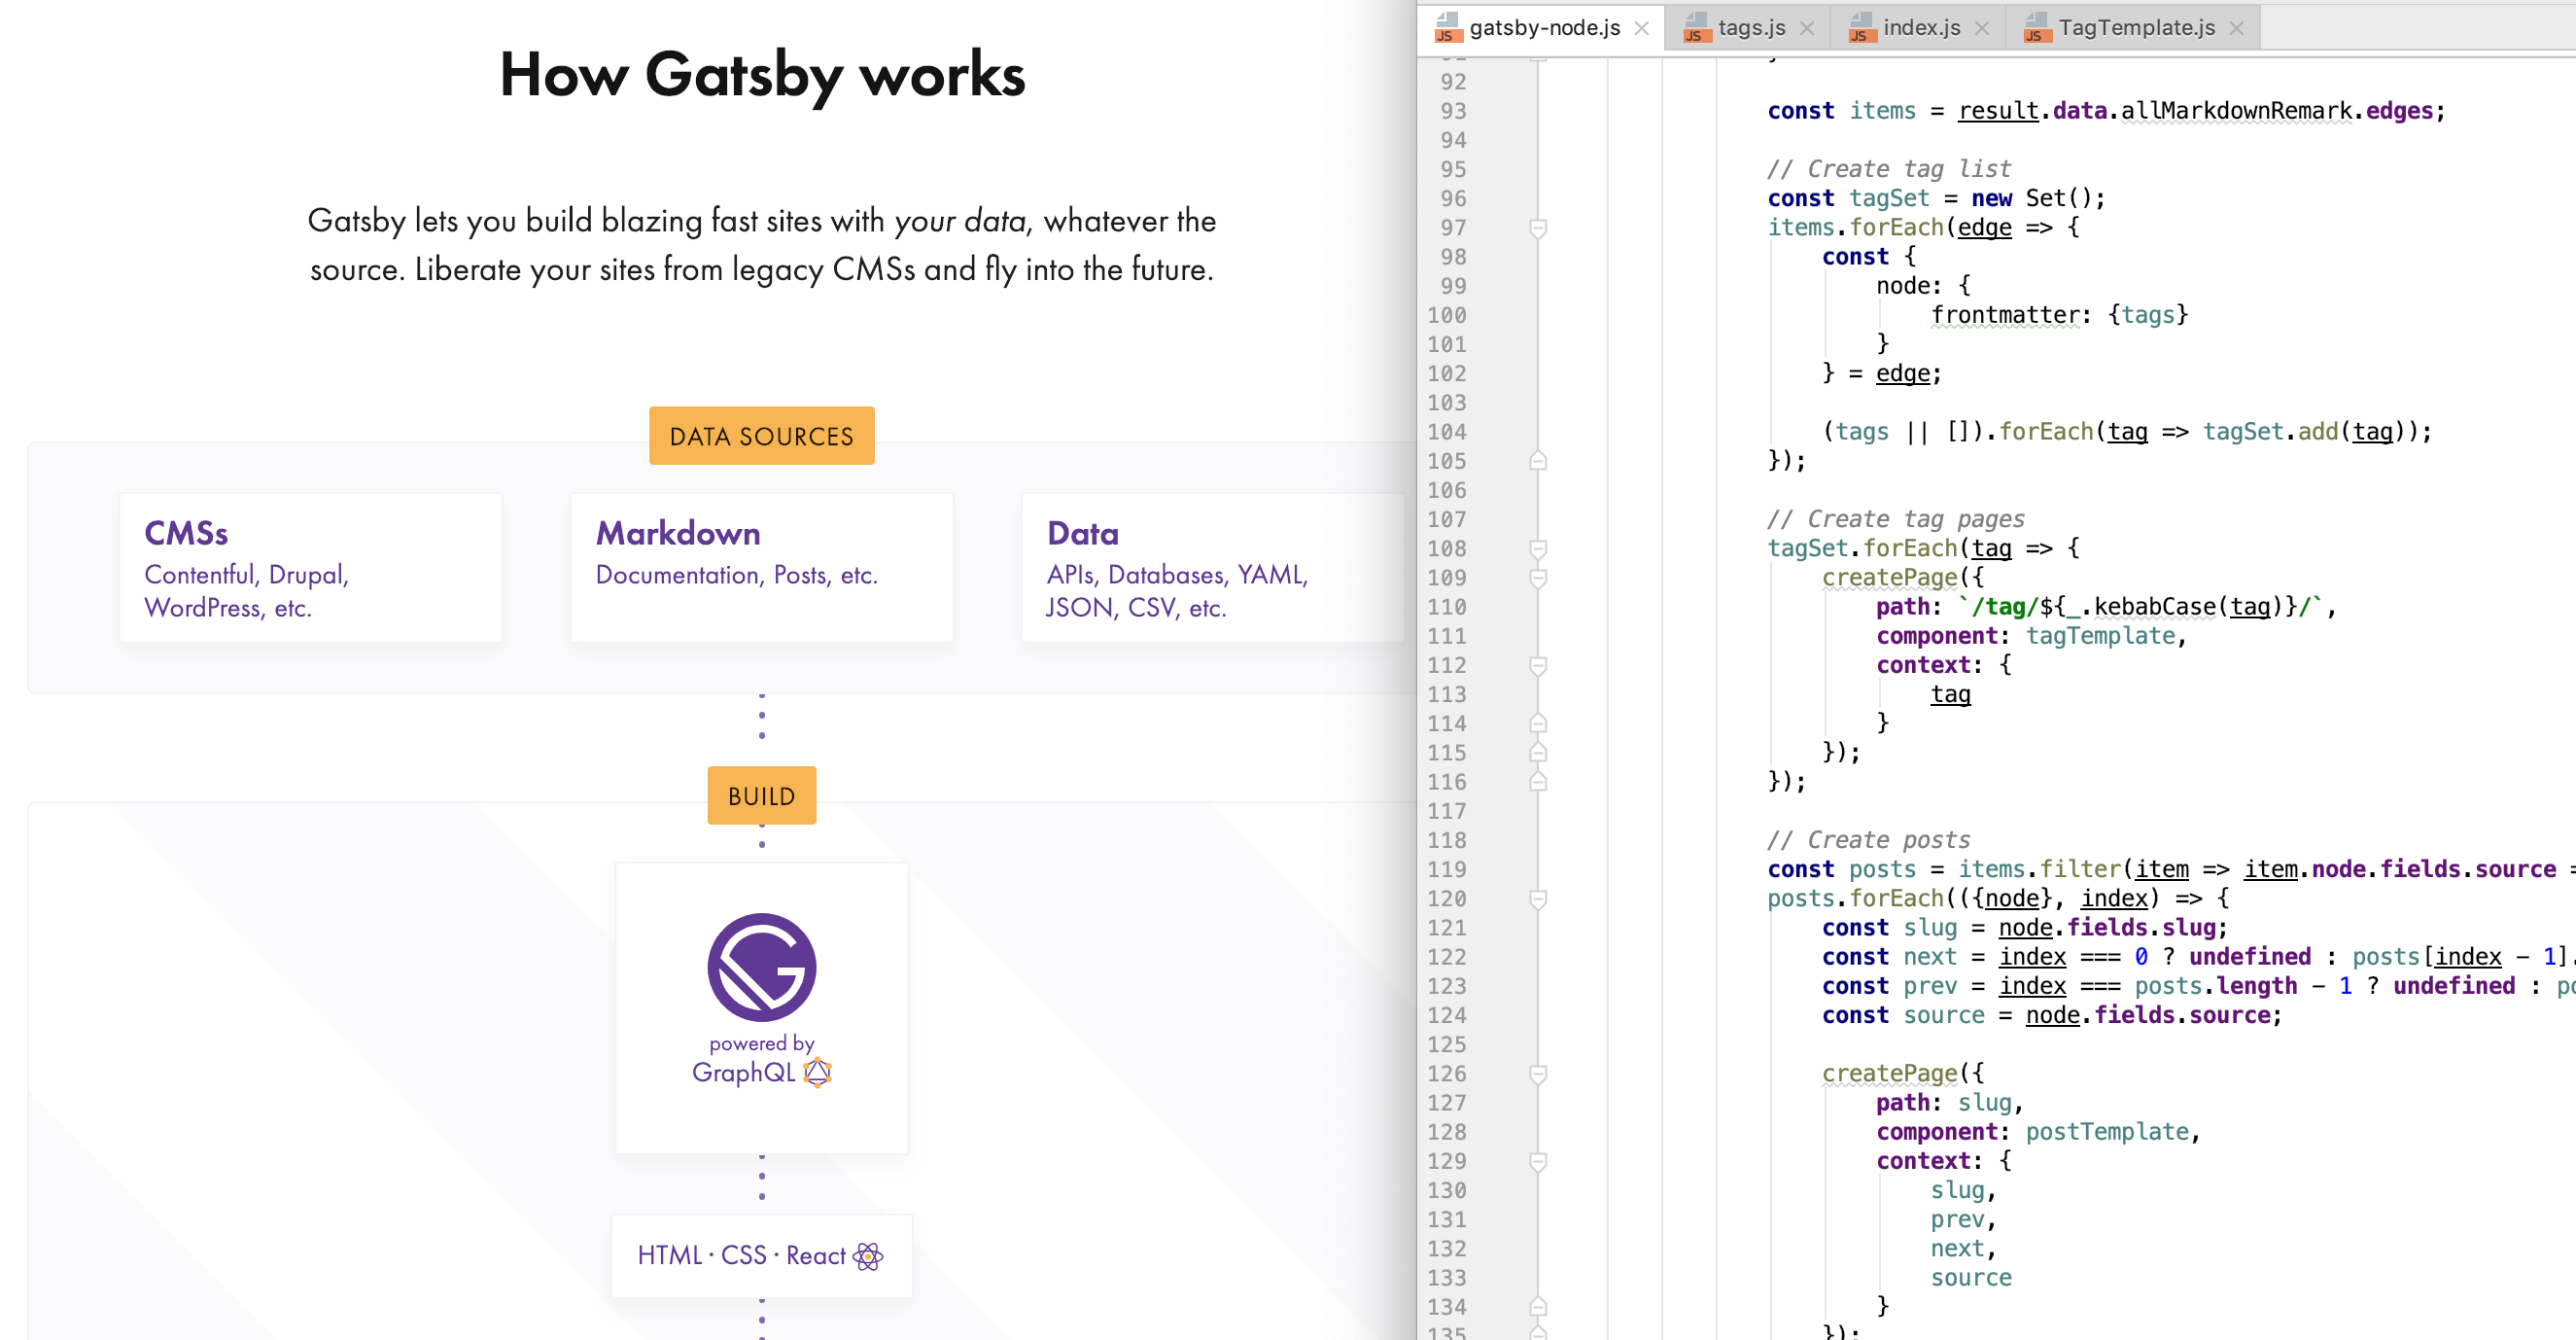 How Gatsby works
Gatsby lets you build blazing fast sites with your data, whatever the
source. Liberate your sites from legacy CMSs and fly into the future.
DATA SOURCES
CMSs
Contentful, Drupal,
WordPress, etc.
Markdown
Documentation, Posts, etc.
Data
APIs, Databases, YAML,
JSON, CSV, etc.
BUILD
powered by
GraphQL
HTML · CSS · React
JS gatsby-node.js JS tags.js JS index.js JS TagTemplate.js
92
93 const items = result.data.allMarkdownRemark.edges;
94
95 // Create tag list
96 const tagSet = new Set();
97 items.forEach(edge => {
98 const {
99 node: {
100 frontmatter: {tags}
101 }
102 } = edge;
103
104 (tags || []).forEach(tag => tagSet.add(tag));
105 });
106
107 // Create tag pages
108 tagSet.forEach(tag => {
109 createPage({
110 path: `/tag/${_.kebabCase(tag)}/`,
111 component: tagTemplate,
112 context: {
113 tag
114 }
115 });
116 });
117
118 // Create posts
119 const posts = items.filter(item => item.node.fields.source
120 posts.forEach(({node}, index) => {
121 const slug = node.fields.slug;
122 const next = index === 0 ? undefined : posts[index - 1].
123 const prev = index === posts.length - 1 ? undefined :
124 const source = node.fields.source;
125
126 createPage({
127 path: slug,
128 component: postTemplate,
129 context: {
130 slug,
131 prev,
132 next,
133 source
134 }
135 });